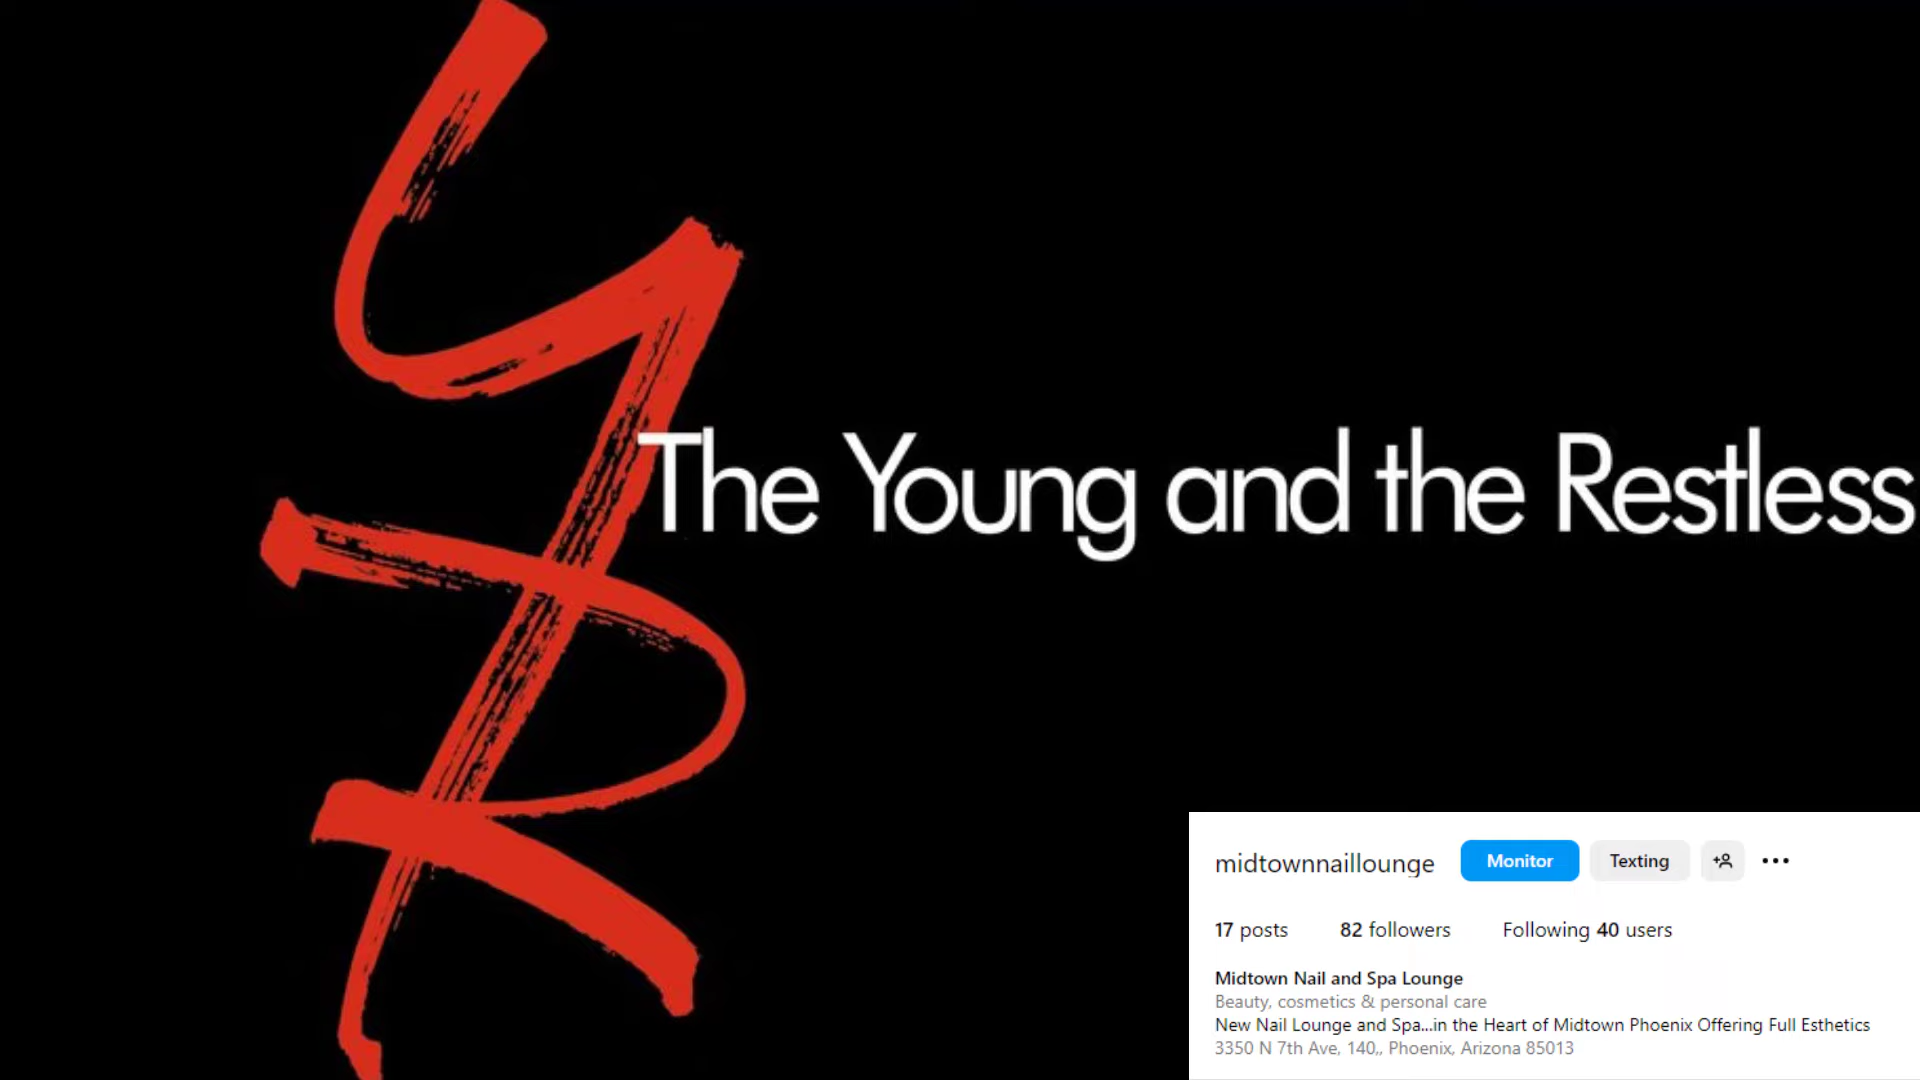 YR
The Young and the Restless
midtownnaillounge Monitor Texting
17 posts 82 followers Following 40 users
Midtown Nail and Spa Lounge
Beauty, cosmetics & personal care
New Nail Lounge and Spa...in the Heart of Midtown Phoenix Offering Full Esthetics
3350 N 7th Ave, 140,, Phoenix, Arizona 85013